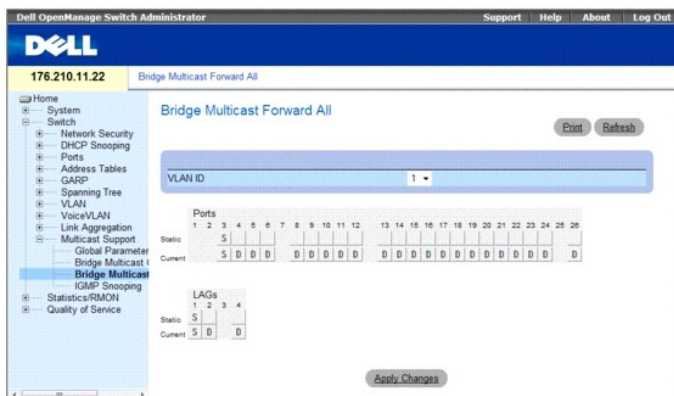 Dell OpenManage Switch Administrator
Support Help About Log Out
DELL
176.210.11.22
Bridge Multicast Forward All
Home
System
Switch
Network Security
DHCP Snooping
Ports
Address Tables
GARP
Spanning Tree
VLAN
VoiceVLAN
Link Aggregation
Multicast Support
Global Parameter
Bridge Multicast
Bridge Multicast
IGMP Snooping
Statistics/RMON
Quality of Service
Bridge Multicast Forward All
Print Refresh
VLAN ID 1
Ports
1 2 3 4 5 6 7 8 9 10 11 12 13 14 15 16 17 18 19 20 21 22 23 24 25 26
Static S
Current S D D D D D D D D D D D D D D D D D D D D D
LAGs
1 2 3 4
Static S
Current S D D
Apply Changes